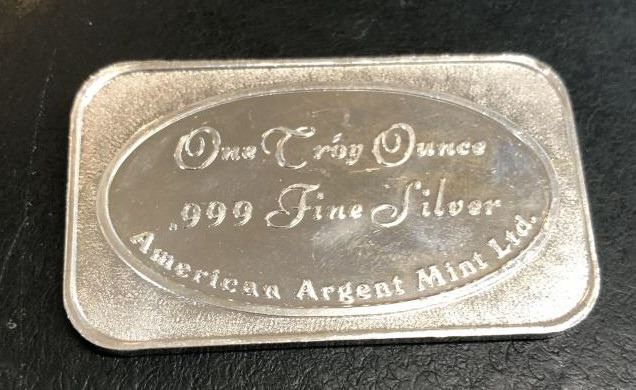 One Troy Ounce
.999 Fine Silver
American Argent Mint Ltd.